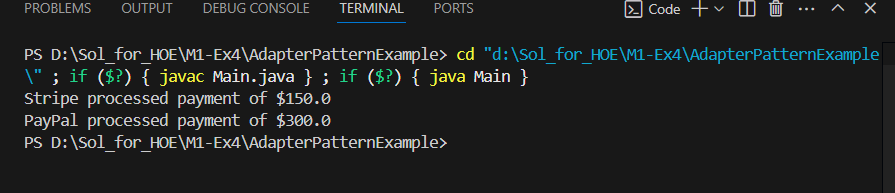 PROBLEMS OUTPUT DEBUG CONSOLE TERMINAL PORTS Code
PS D:\Sol_for_HOE\M1-Ex4\AdapterPatternExample> cd "d:\Sol_for_HOE\M1-Ex4\AdapterPatternExample
\" ; if ($?) { javac Main.java } ; if ($?) { java Main }
Stripe processed payment of $150.0
PayPal processed payment of $300.0
PS D:\Sol_for_HOE\M1-Ex4\AdapterPatternExample>